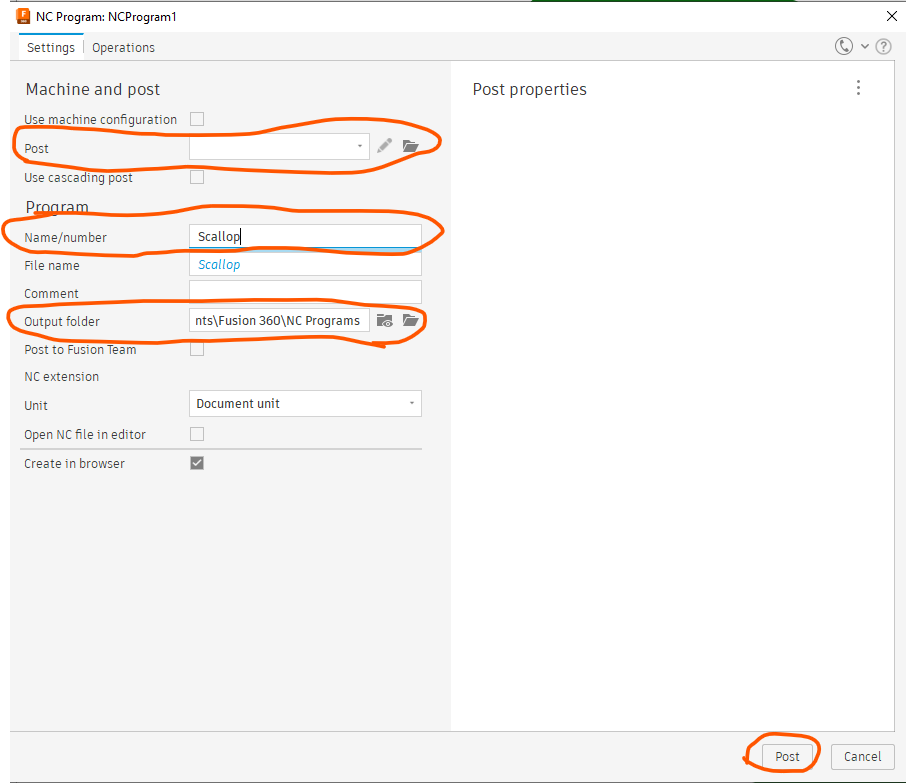 NC Program: NCProgram1
Settings Operations
Machine and post
Use machine configuration
Post
Use cascading post
Program
Name/number Scallop
File name Scallop
Comment
Output folder nts\Fusion 360\NC Programs
Post to Fusion Team
NC extension
Unit Document unit
Open NC file in editor
Create in browser
Post properties
Post Cancel